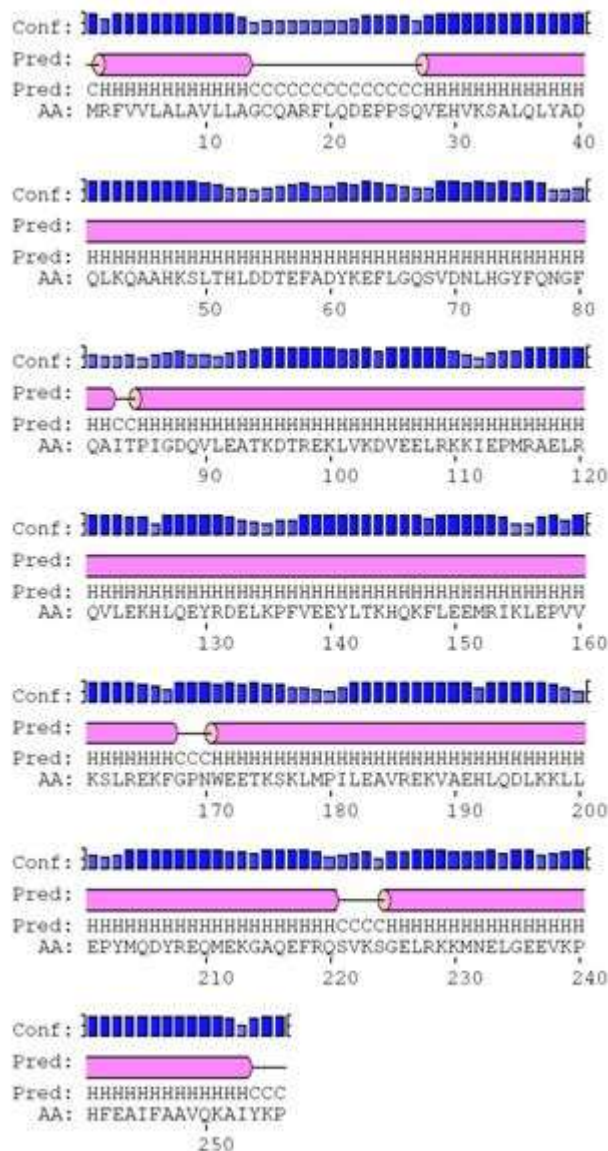 Conf:
Pred:
Pred: CHHHHHHHHHHHHCCCCCCCCCCCCCCHHHHHHHHHHHHH
AA: MRFVVLALAVLLAGCQARFLQDEPPSQVEHVKSALQLYAD
10 20 30 40
Conf:
Pred:
Pred: HHHHHHHHHHHHHHHHHHHHHHHHHHHHHHHHHHHHHHHH
AA: QLKQAAHKSLTHLDDTEFADYKEFLGQSVDNLHGYFQNGF
50 60 70 80
Conf:
Pred:
Pred: HHCCHHHHHHHHHHHHHHHHHHHHHHHHHHHHHHHHHHHH
AA: QAITPIGDQVLEATKDTREKLVKDVEELRKKIEPMRAELR
90 100 110 120
Conf:
Pred:
Pred: HHHHHHHHHHHHHHHHHHHHHHHHHHHHHHHHHHHHHHHH
AA: QVLEKHLQEYRDELKPFVEEYLTKHQKFLEEMRIKLEPVV
130 140 150 160
Conf:
Pred:
Pred: HHHHHHHCCCHHHHHHHHHHHHHHHHHHHHHHHHHHHHHH
AA: KSLREKFGPNWEETKSKLMPILEAVREKVAEHLQDLKKLL
170 180 190 200
Conf:
Pred:
Pred: HHHHHHHHHHHHHHHHHHHHCCCCHHHHHHHHHHHHHHHH
AA: EPYMQDYREQMEKGAQEFRQSVKSGELRKKMNELGEEVKP
210 220 230 240
Conf:
Pred:
Pred: HHHHHHHHHHHHHCCC
AA: HFEAIFAAVQKAIYKP
250